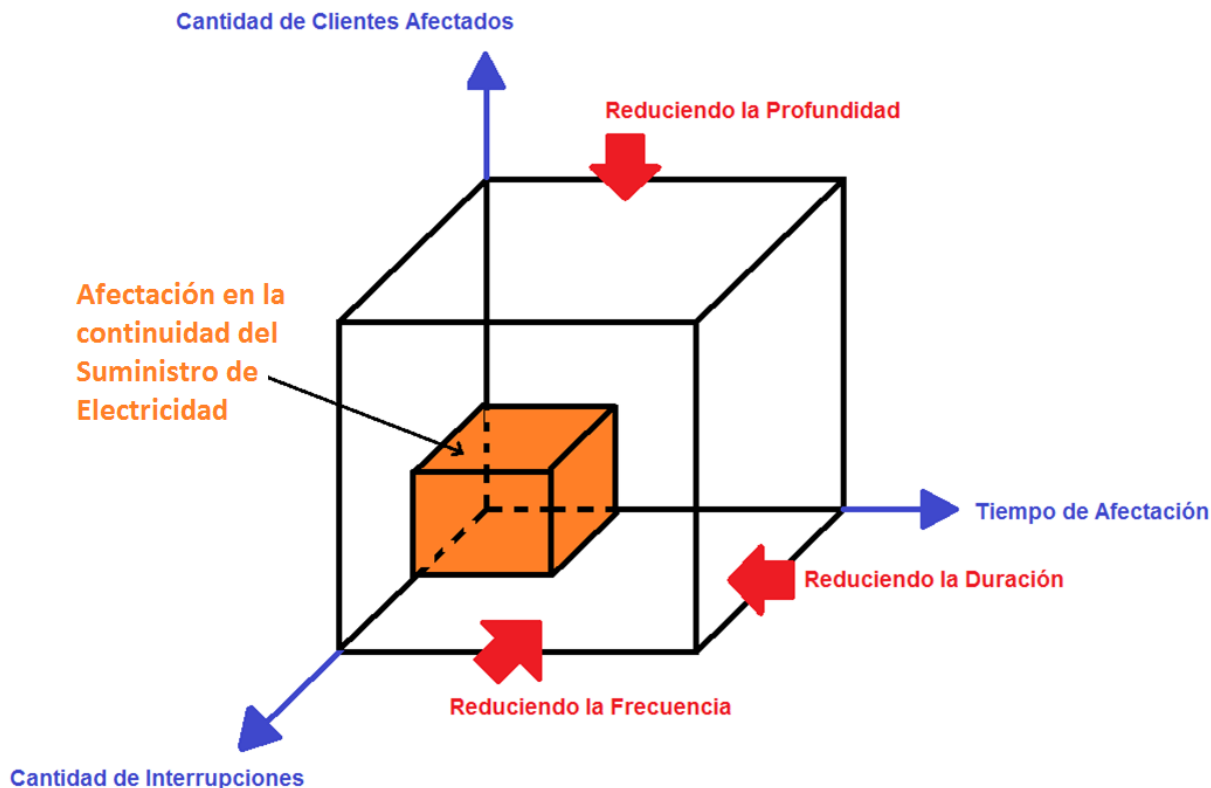 Cantidad de Clientes Afectados
Reduciendo la Profundidad
Afectación en la
continuidad del
Suministro de
Electricidad
Tiempo de Afectación
Reduciendo la Duración
Reduciendo la Frecuencia
Cantidad de Interrupciones